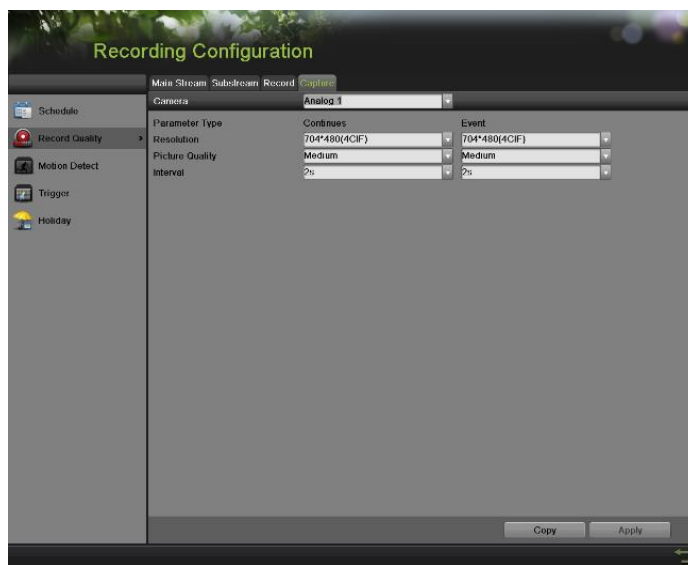 Recording Configuration
Main Stream Substream Record Capture
Camera Analog 1
Schedule
Record Quality
Motion Detect
Trigger
Holiday
Parameter Type Continues Event
Resolution 704*480(4CIF) 704*480(4CIF)
Picture Quality Medium Medium
Interval 2s 2s
Copy Apply